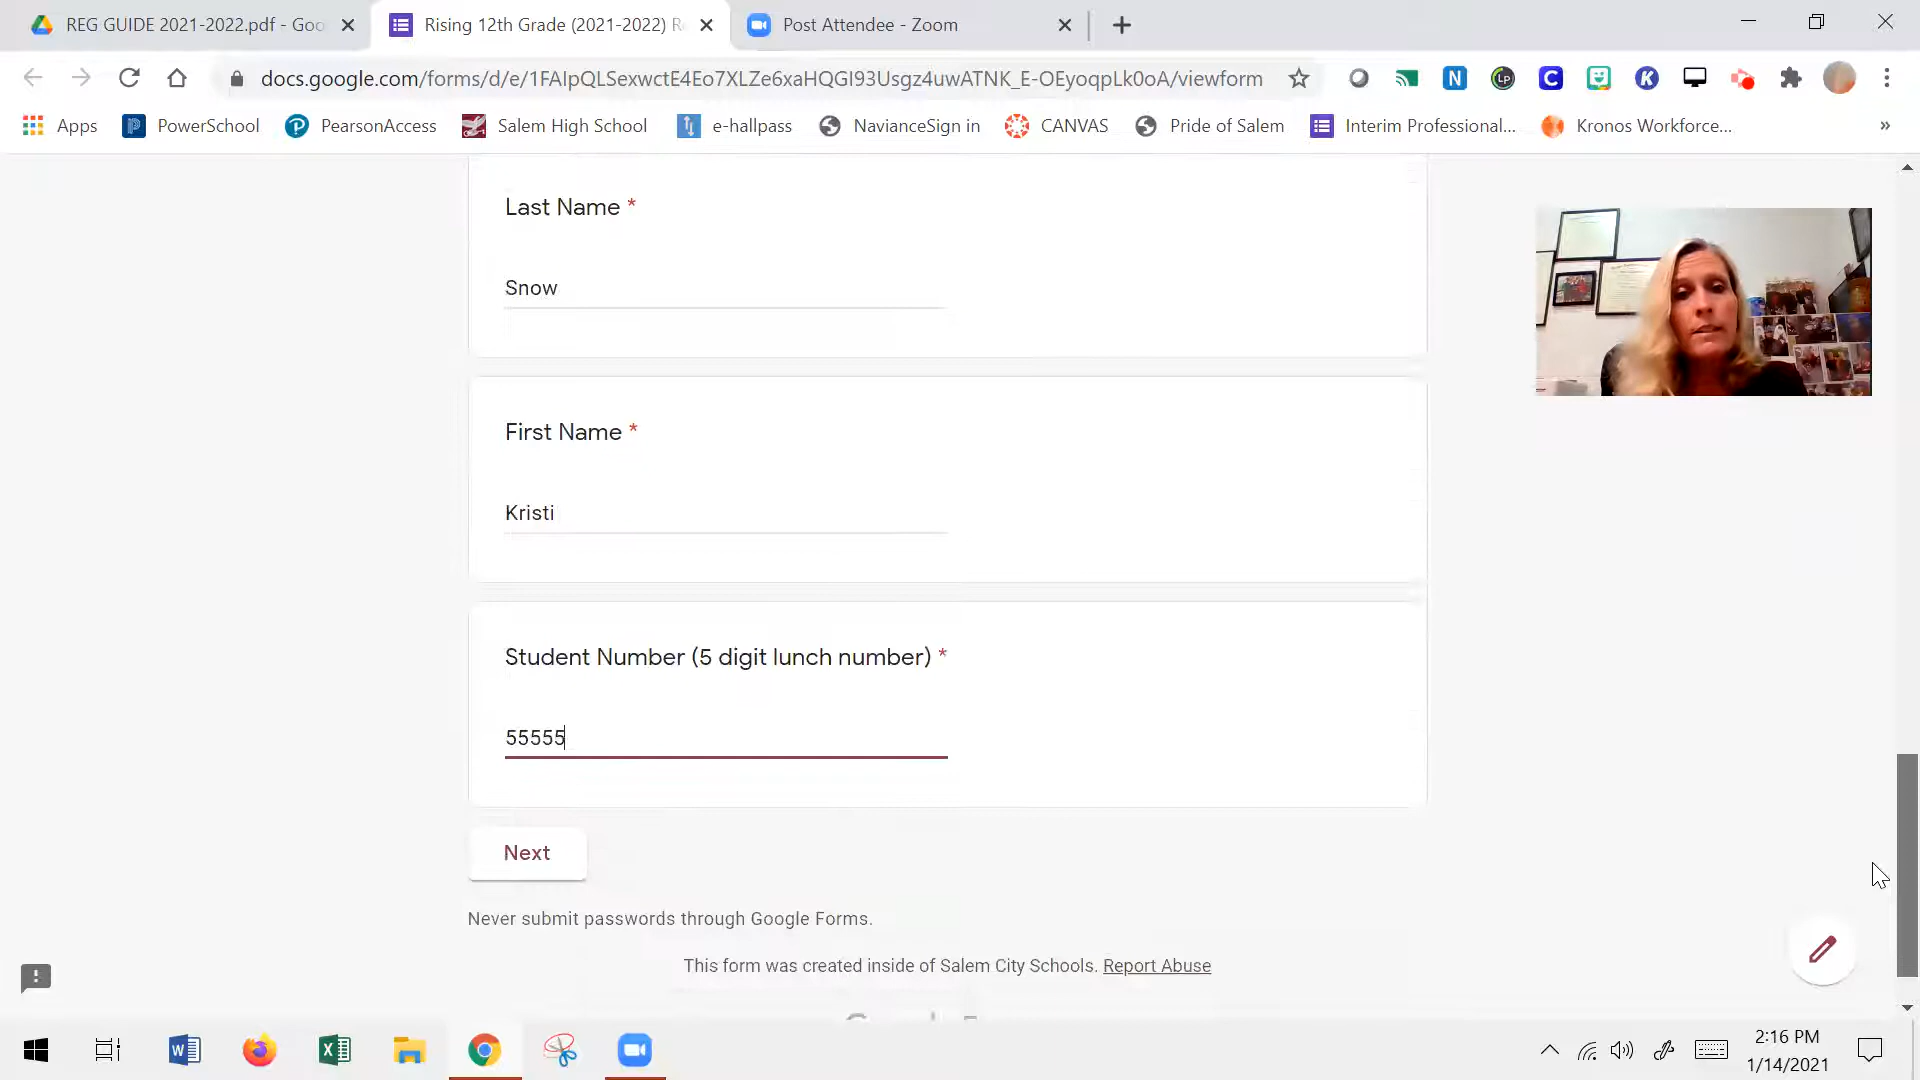 REG GUIDE 2021-2022.pdf - Goo
Rising 12th Grade (2021-2022) R
Post Attendee - Zoom
docs.google.com/forms/d/e/1FAIpQLSexwctE4Eo7XLZe6xaHQGI93Usgz4uwATNK_E-OEyoqpLk0oA/viewform
N
LP
C
K
Apps
PowerSchool
PearsonAccess
Salem High School
e-hallpass
NavianceSign in
CANVAS
Pride of Salem
Interim Professional...
Kronos Workforce...
»
Last Name *
Snow
First Name *
Kristi
Student Number (5 digit lunch number) *
55555
Next
Never submit passwords through Google Forms.
This form was created inside of Salem City Schools. Report Abuse
2:16 PM
1/14/2021